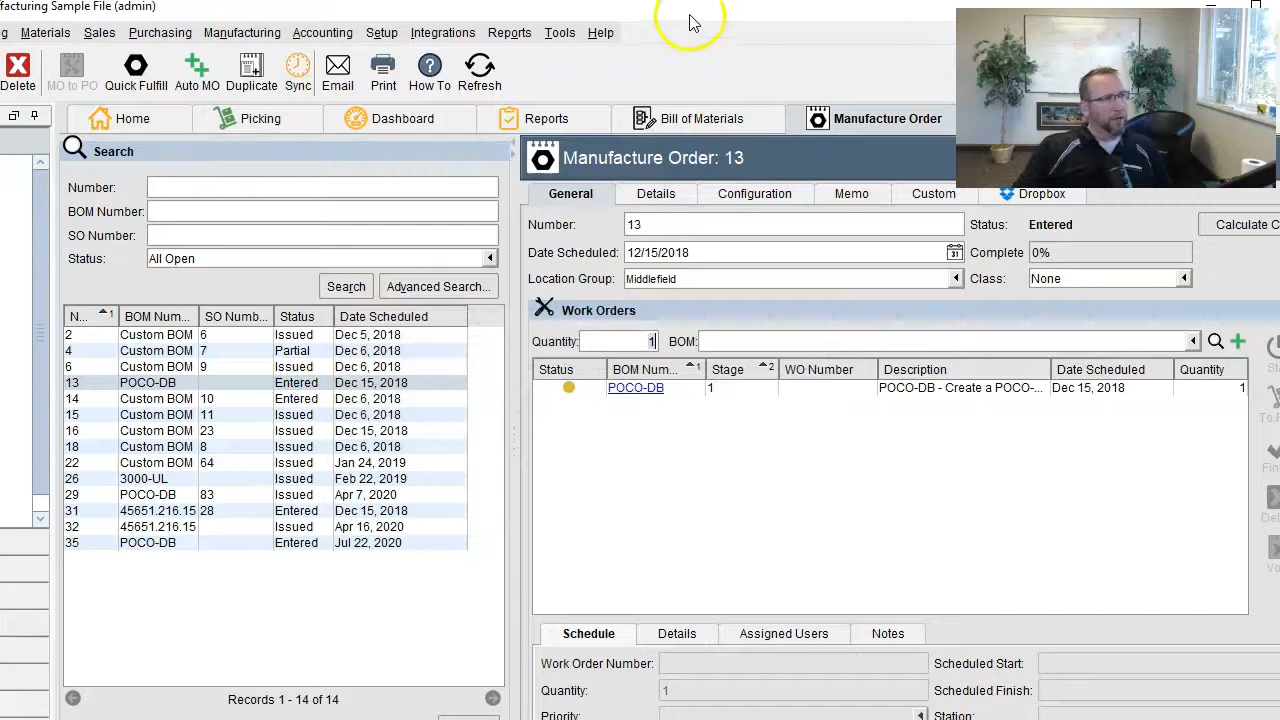 facturing Sample File (admin)
g Materials Sales Purchasing Manufacturing Accounting Setup Integrations Reports Tools Help
Delete MO to PO Quick Fulfill Auto MO Duplicate Sync Email Print How To Refresh
Home Picking Dashboard Reports Bill of Materials Manufacture Order
Search
Number:
BOM Number:
SO Number:
Status: All Open
Search Advanced Search...
N... 1 BOM Num... SO Numb... Status Date Scheduled
2 Custom BOM 6 Issued Dec 5, 2018
4 Custom BOM 7 Partial Dec 6, 2018
6 Custom BOM 9 Issued Dec 6, 2018
13 POCO-DB Entered Dec 15, 2018
14 Custom BOM 10 Entered Dec 6, 2018
15 Custom BOM 11 Issued Dec 6, 2018
16 Custom BOM 23 Issued Dec 15, 2018
18 Custom BOM 8 Issued Dec 6, 2018
22 Custom BOM 64 Issued Jan 24, 2019
26 3000-UL Issued Feb 22, 2019
29 POCO-DB 83 Issued Apr 7, 2020
31 45651.216.15 28 Entered Dec 15, 2018
32 45651.216.15 Issued Apr 16, 2020
35 POCO-DB Entered Jul 22, 2020
Records 1 - 14 of 14
Manufacture Order: 13
General Details Configuration Memo Custom Dropbox
Number: 13 Status: Entered Calculate C
Date Scheduled: 12/15/2018 31 Complete 0%
Location Group: Middlefield Class: None
Work Orders
Quantity: 1 BOM:
Status BOM Num... 1 Stage 2 WO Number Description Date Scheduled Quantity
POCO-DB 1 POCO-DB - Create a POCO-... Dec 15, 2018 1
Schedule Details Assigned Users Notes
Work Order Number: Scheduled Start:
Quantity: 1 Scheduled Finish:
Priority: Station: